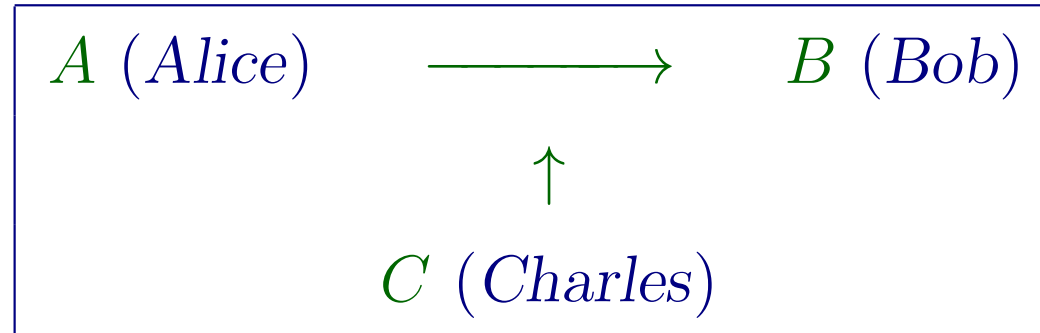 A (Alice) ⟶ B (Bob)
↑
C (Charles)